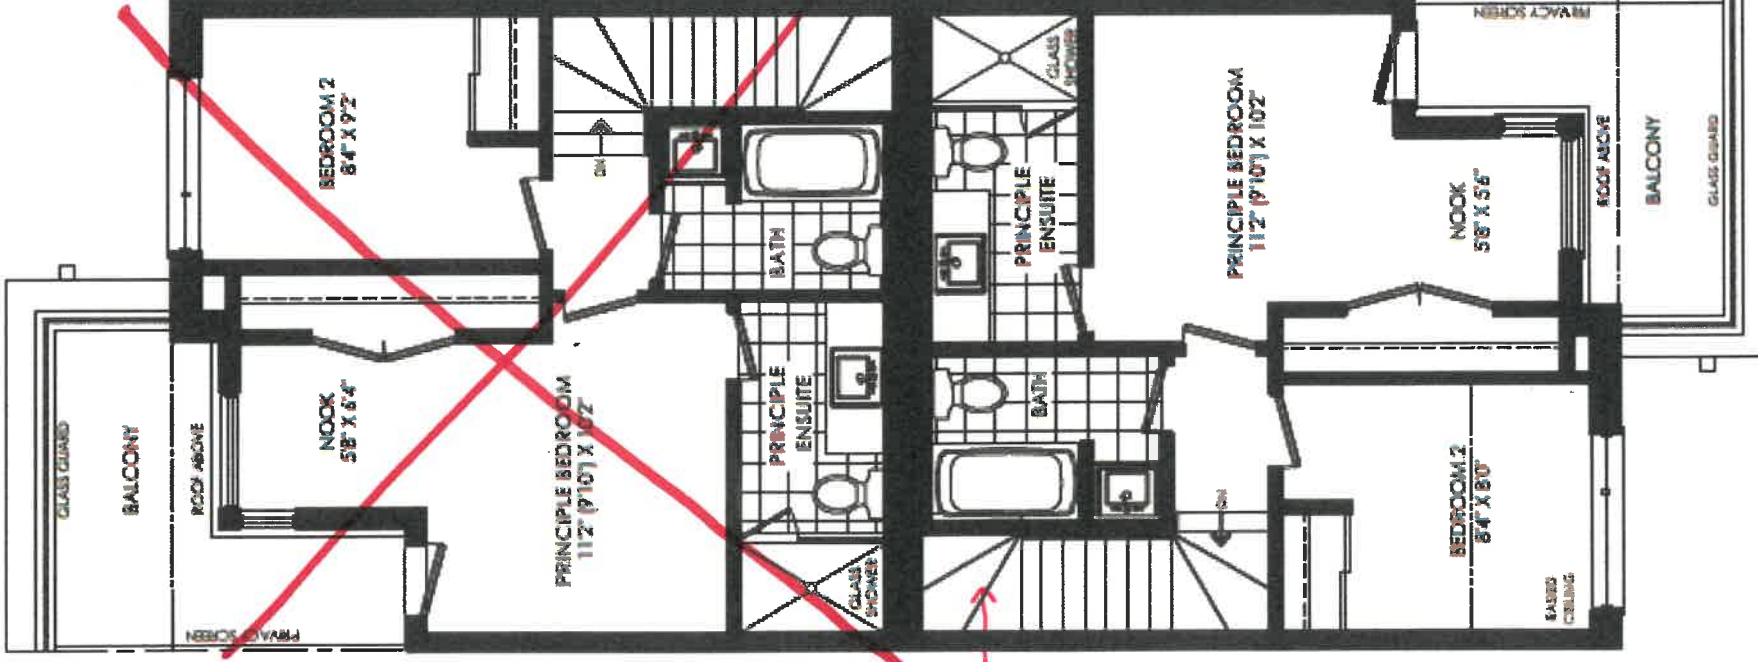 BEDROOM 2
8'4" X 9'2"
DN
BATH
PRINCIPLE
ENSUITE
GLASS
SHOWER
PRINCIPLE BEDROOM
11'2" (9'10") X 10'2"
NOOK
5'8" X 6'4"
ROOF ABOVE
BALCONY
GLASS GUARD
PRIVACY SCREEN
GLASS
SHOWER
PRINCIPLE
ENSUITE
PRINCIPLE BEDROOM
11'2" (9'10") X 10'2"
PRIVACY SCREEN
NOOK
5'8" X 5'6"
ROOF ABOVE
BALCONY
GLASS GUARD
BATH
DN
BEDROOM 2
8'4" X 8'0"
CEILING